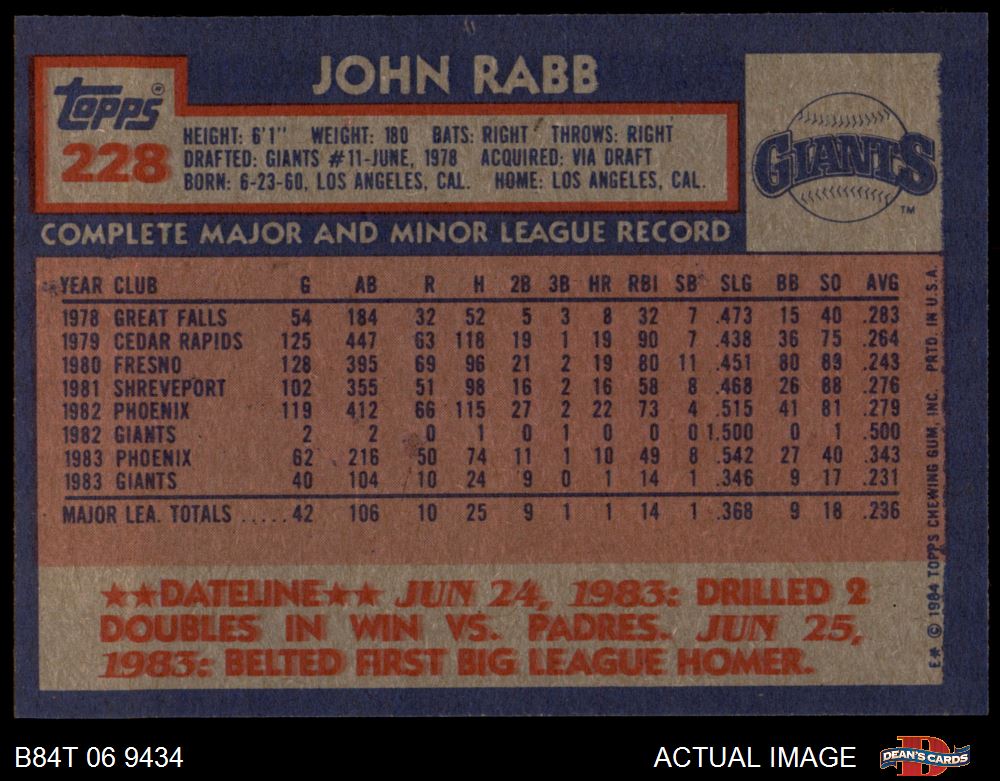 JOHN RABB
topps®
228
HEIGHT: 6'1" WEIGHT: 180 BATS: RIGHT THROWS: RIGHT
DRAFTED: GIANTS #11-JUNE, 1978 ACQUIRED: VIA DRAFT
BORN: 6-23-60, LOS ANGELES, CAL. HOME: LOS ANGELES, CAL.
GIANTS
TM
COMPLETE MAJOR AND MINOR LEAGUE RECORD
YEAR CLUB G AB R H 2B 3B HR RBI SB SLG BB SO AVG
1978 GREAT FALLS 54 184 32 52 5 3 8 32 7 .473 15 40 .283
1979 CEDAR RAPIDS 125 447 63 118 19 1 19 90 7 .438 36 75 .264
1980 FRESNO 128 395 69 96 21 2 19 80 11 .451 80 89 .243
1981 SHREVEPORT 102 355 51 98 16 2 16 58 8 .468 26 88 .276
1982 PHOENIX 119 412 66 115 27 2 22 73 4 .515 41 81 .279
1982 GIANTS 2 2 0 1 0 1 0 0 0 1.500 0 1 .500
1983 PHOENIX 62 216 50 74 11 1 10 49 8 .542 27 40 .343
1983 GIANTS 40 104 10 24 9 0 1 14 1 .346 9 17 .231
MAJOR LEA. TOTALS .....42 106 10 25 9 1 1 14 1 .368 9 18 .236
★★DATELINE★★ JUN 24, 1983: DRILLED 2
DOUBLES IN WIN VS. PADRES. JUN 25,
1983: BELTED FIRST BIG LEAGUE HOMER.
E* © 1984 TOPPS CHEWING GUM, INC. PRTD. IN U.S.A.
B84T 06 9434
ACTUAL IMAGE
DEAN'S CARDS